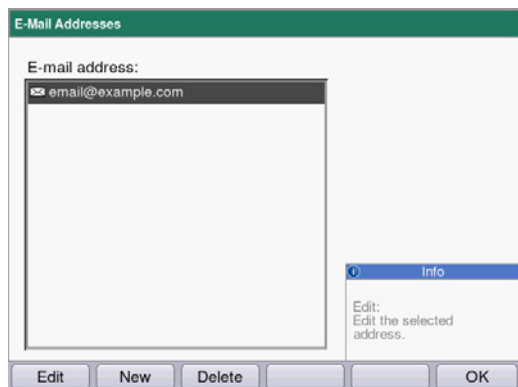 E-Mail Addresses
E-mail address:
email@example.com
Info
Edit:
Edit the selected
address.
Edit
New
Delete
OK